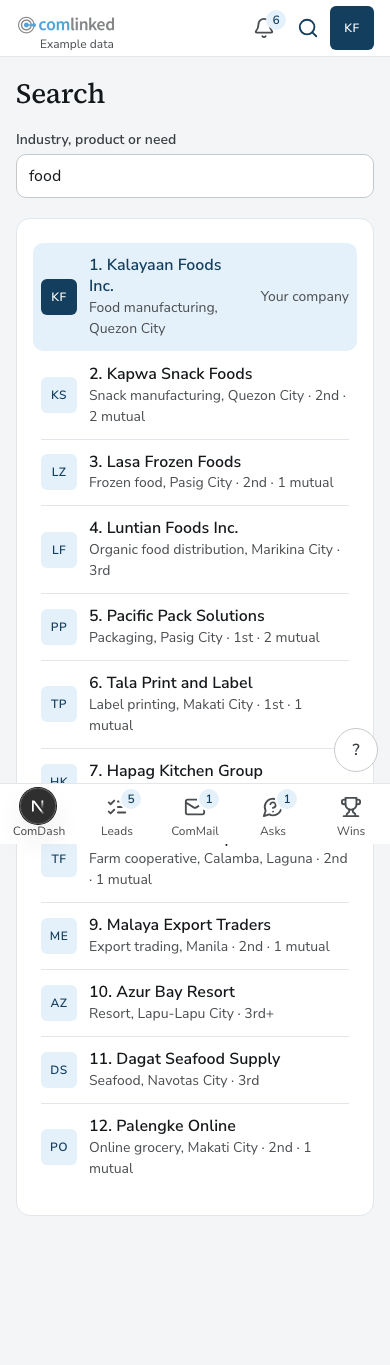 comlinked
Example data
6
KF
Search
Industry, product or need
food
KF
1. Kalayaan Foods
Inc.
Food manufacturing,
Quezon City
Your company
KS
2. Kapwa Snack Foods
Snack manufacturing, Quezon City · 2nd ·
2 mutual
LZ
3. Lasa Frozen Foods
Frozen food, Pasig City · 2nd · 1 mutual
LF
4. Luntian Foods Inc.
Organic food distribution, Marikina City ·
3rd
PP
5. Pacific Pack Solutions
Packaging, Pasig City · 1st · 2 mutual
TP
6. Tala Print and Label
Label printing, Makati City · 1st · 1
mutual
?
HK
7. Hapag Kitchen Group
N
ComDash
5
Leads
1
ComMail
1
Asks
Wins
TF
Farm cooperative, Calamba, Laguna · 2nd
· 1 mutual
ME
9. Malaya Export Traders
Export trading, Manila · 2nd · 1 mutual
AZ
10. Azur Bay Resort
Resort, Lapu-Lapu City · 3rd+
DS
11. Dagat Seafood Supply
Seafood, Navotas City · 3rd
PO
12. Palengke Online
Online grocery, Makati City · 2nd · 1
mutual